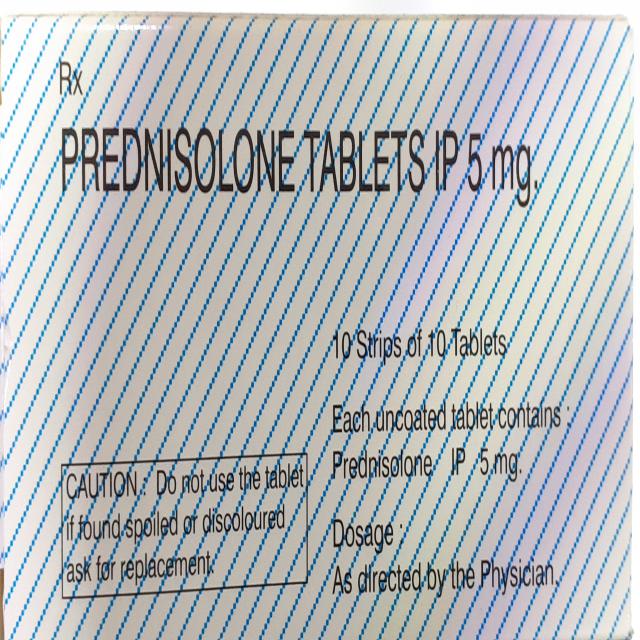 Rx
PREDNISOLONE TABLETS IP 5 mg.
10 Strips of 10 Tablets
Each uncoated tablet contains :
Prednisolone IP 5 mg.
Dosage :
As directed by the Physician.
CAUTION : Do not use the tablet
if found spoiled or discoloured
ask for replacement.